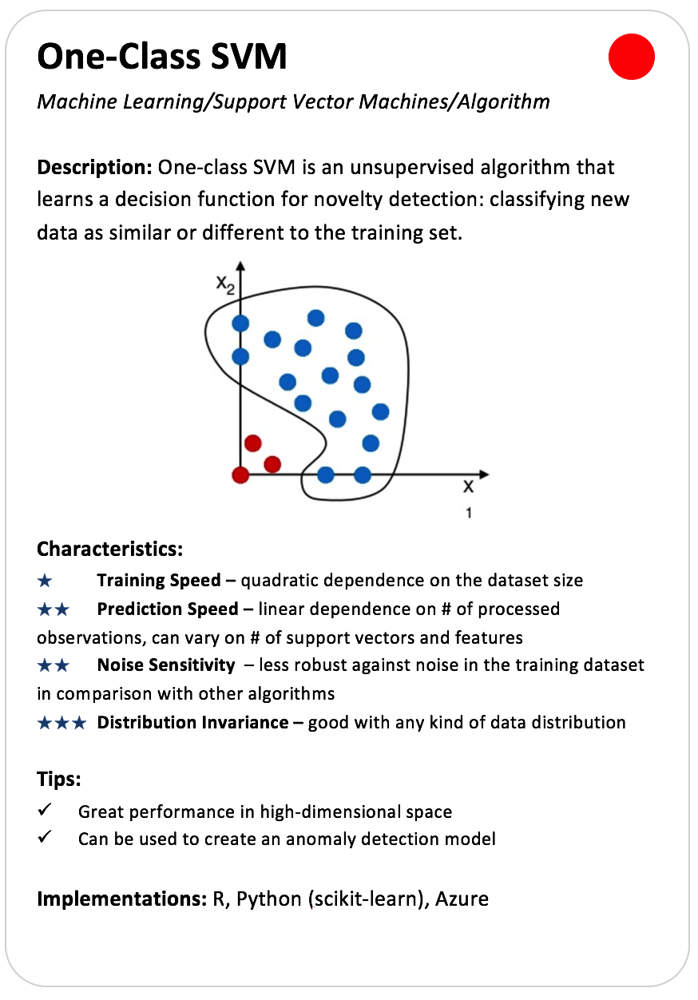 One-Class SVM
Machine Learning/Support Vector Machines/Algorithm
Description: One-class SVM is an unsupervised algorithm that
learns a decision function for novelty detection: classifying new
data as similar or different to the training set.
X2
X
1
Characteristics:
★ Training Speed – quadratic dependence on the dataset size
★★ Prediction Speed – linear dependence on # of processed
observations, can vary on # of support vectors and features
★★ Noise Sensitivity – less robust against noise in the training dataset
in comparison with other algorithms
★★★ Distribution Invariance – good with any kind of data distribution
Tips:
✓ Great performance in high-dimensional space
✓ Can be used to create an anomaly detection model
Implementations: R, Python (scikit-learn), Azure